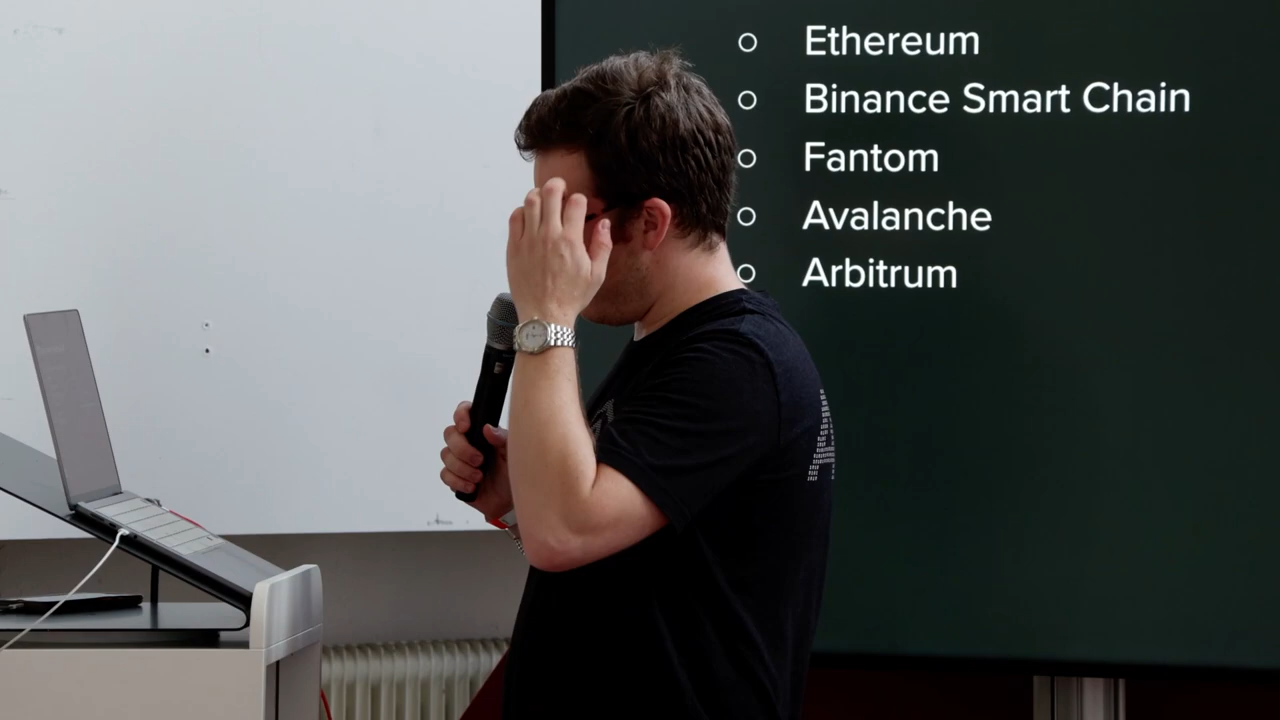 Ethereum
Binance Smart Chain
Fantom
Avalanche
Arbitrum